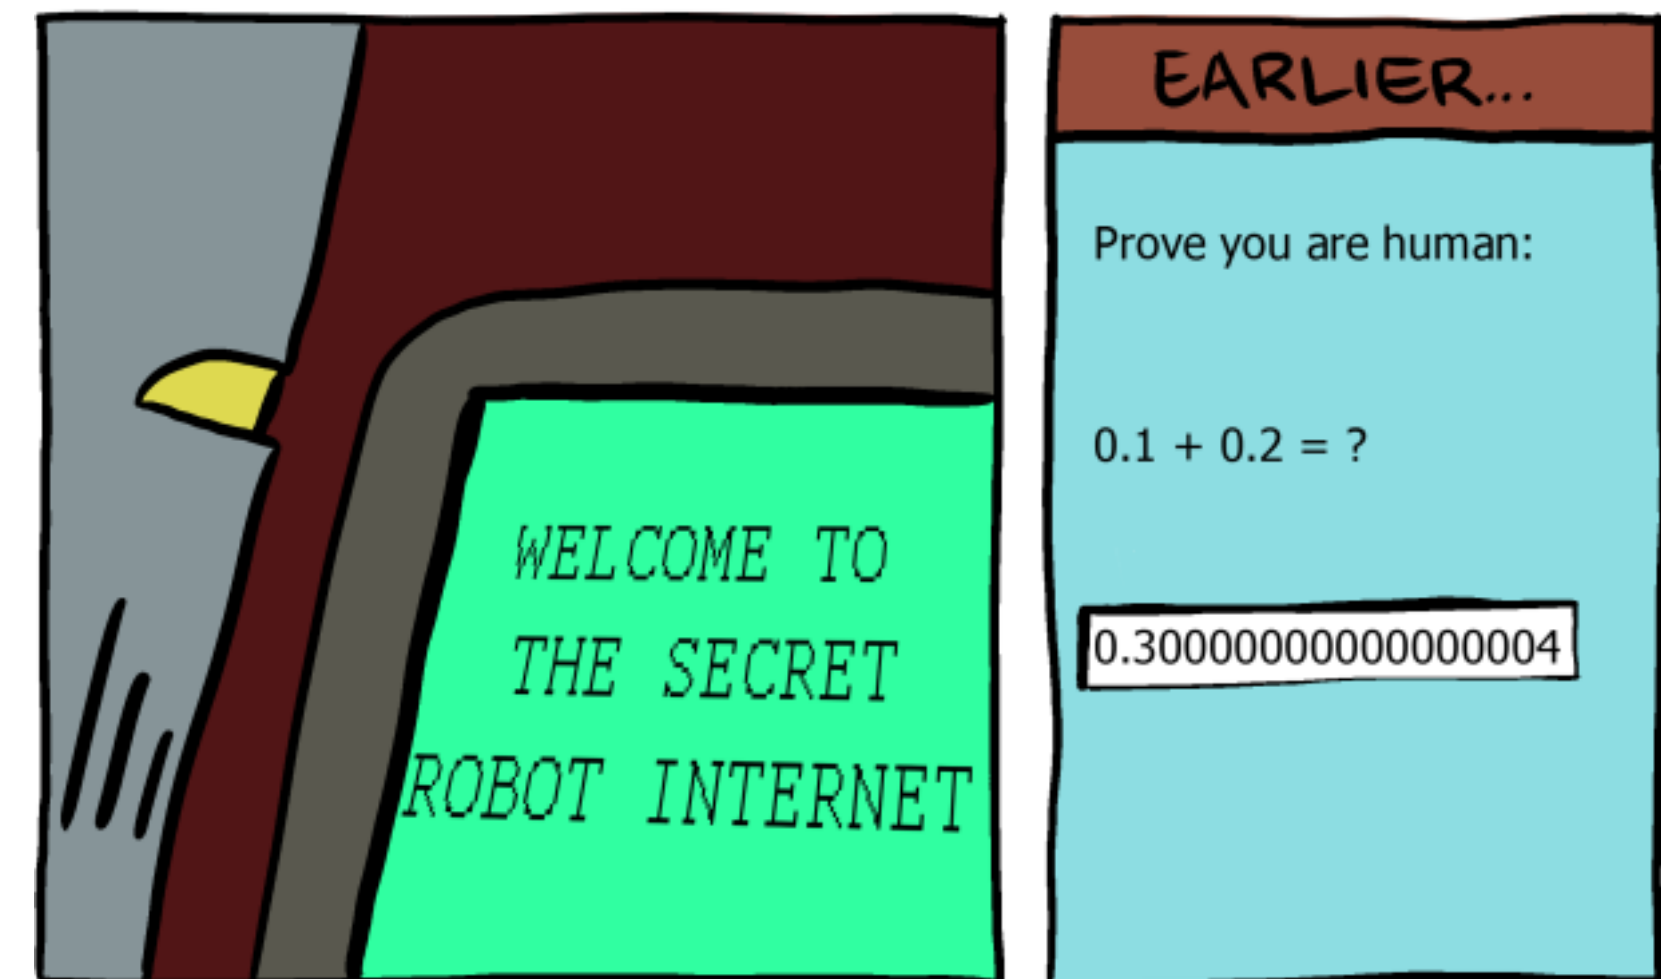 WELCOME TO
THE SECRET
ROBOT INTERNET
EARLIER...
Prove you are human:
0.1 + 0.2 = ?
0.30000000000000004